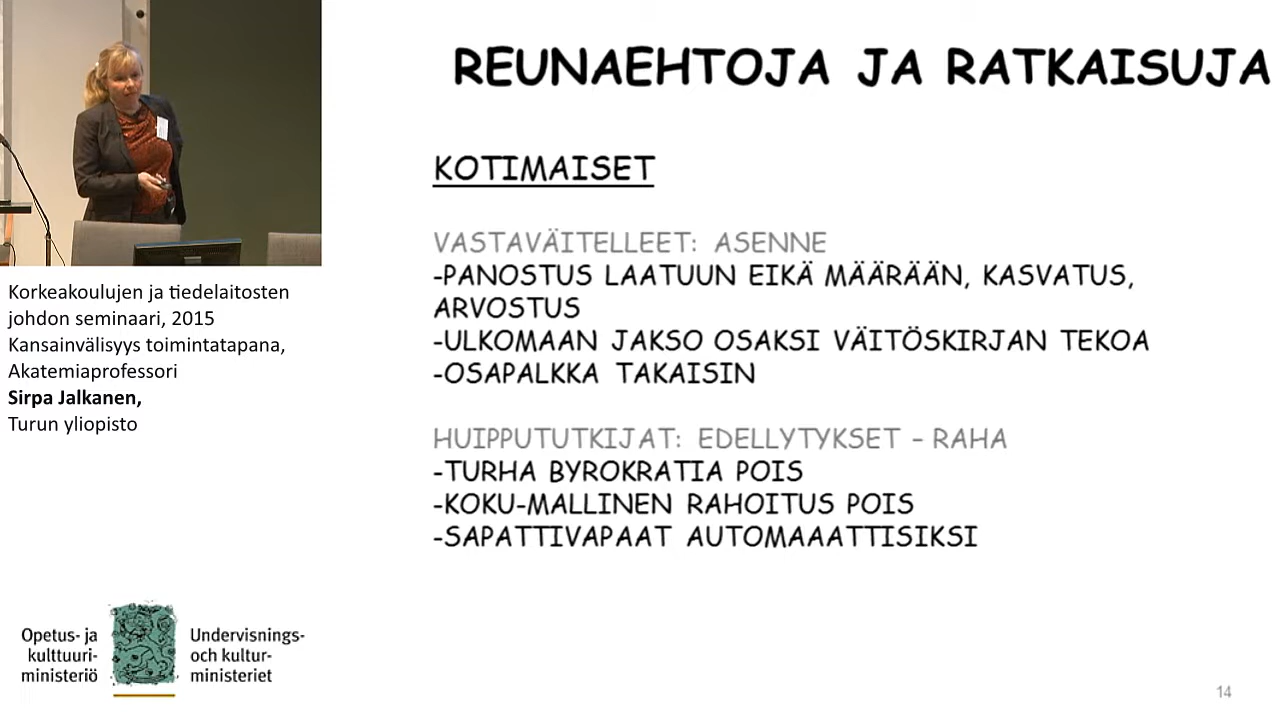 REUNAEHTOJA JA RATKAISUJA
KOTIMAISET
VASTAVÄITELLEET: ASENNE
-PANOSTUS LAATUUN EIKÄ MÄÄRÄÄN, KASVATUS,
ARVOSTUS
-ULKOMAAN JAKSO OSAKSI VÄITÖSKIRJAN TEKOA
-OSAPALKKA TAKAISIN
HUIPPUTUTKIJAT: EDELLYTYKSET – RAHA
-TURHA BYROKRATIA POIS
-KOKU-MALLINEN RAHOITUS POIS
-SAPATTIVAPAAT AUTOMAAATTISIKSI
Korkeakoulujen ja tiedelaitosten
johdon seminaari, 2015
Kansainvälisyys toimintatapana,
Akatemiaprofessori
Sirpa Jalkanen,
Turun yliopisto
Opetus- ja
kulttuuri-
ministeriö
Undervisnings-
och kultur-
ministeriet
14